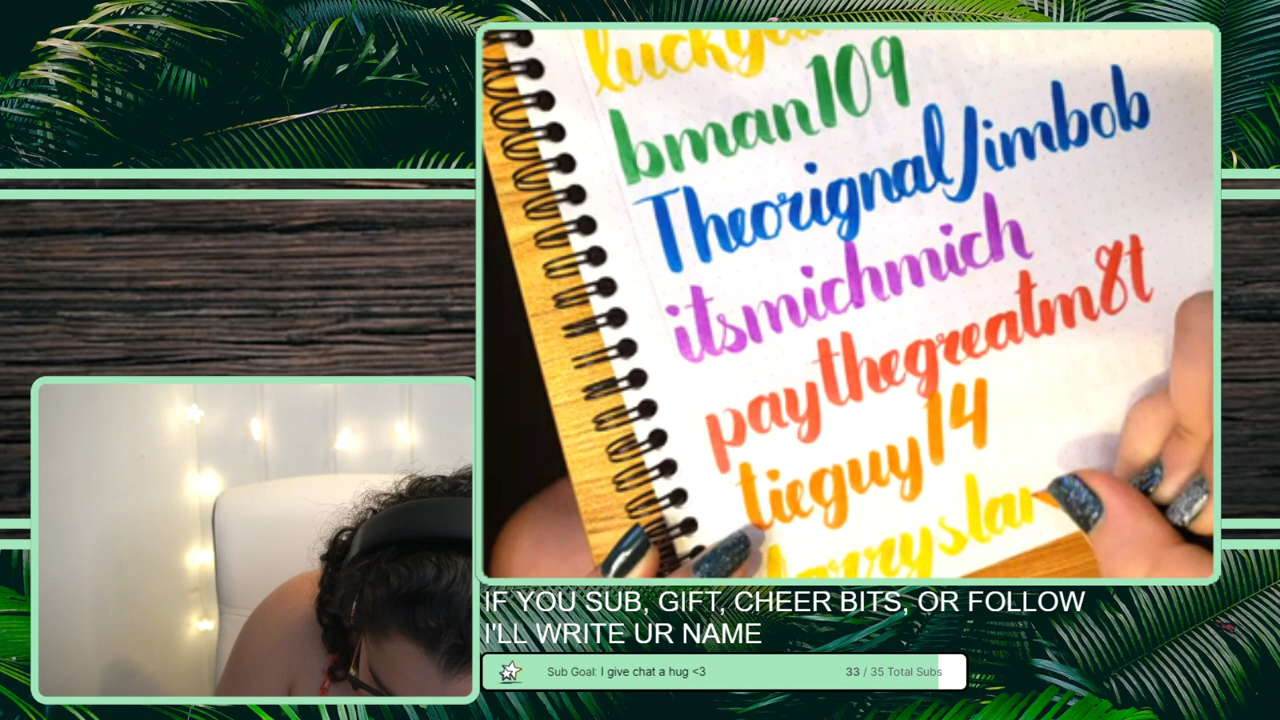 bman109
TheorignalJimbob
itsmichmich
paythegreatm8t
tieguy14
IF YOU SUB, GIFT, CHEER BITS, OR FOLLOW
I'LL WRITE UR NAME
Sub Goal: I give chat a hug <3 33 / 35 Total Subs